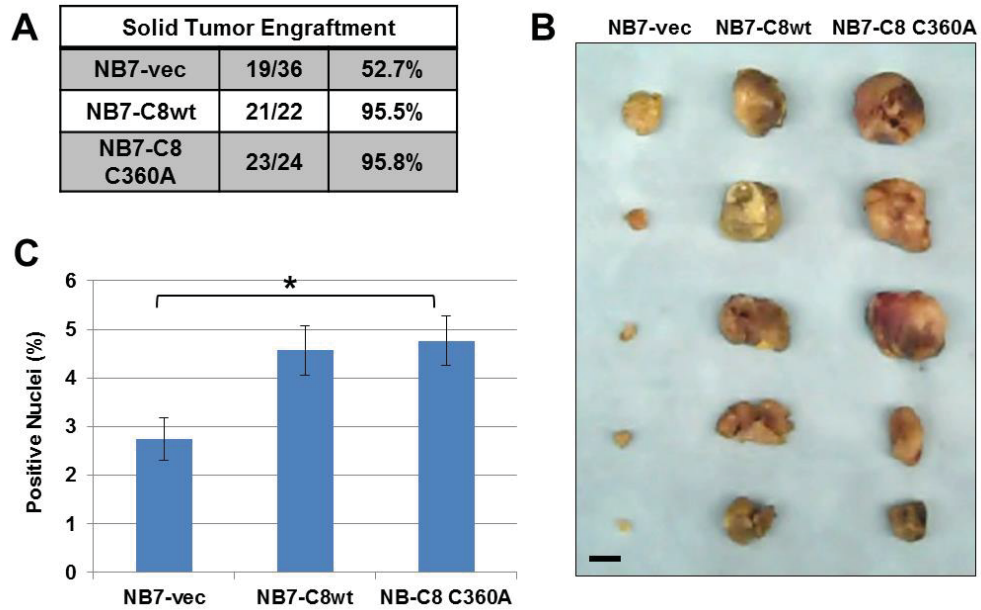 A
Solid Tumor Engraftment
NB7-vec 19/36 52.7%
NB7-C8wt 21/22 95.5%
NB7-C8
C360A 23/24 95.8%
B
NB7-vec NB7-C8wt NB7-C8 C360A
C
Positive Nuclei (%)
6
5
4
3
2
1
0
*
NB7-vec NB7-C8wt NB-C8 C360A